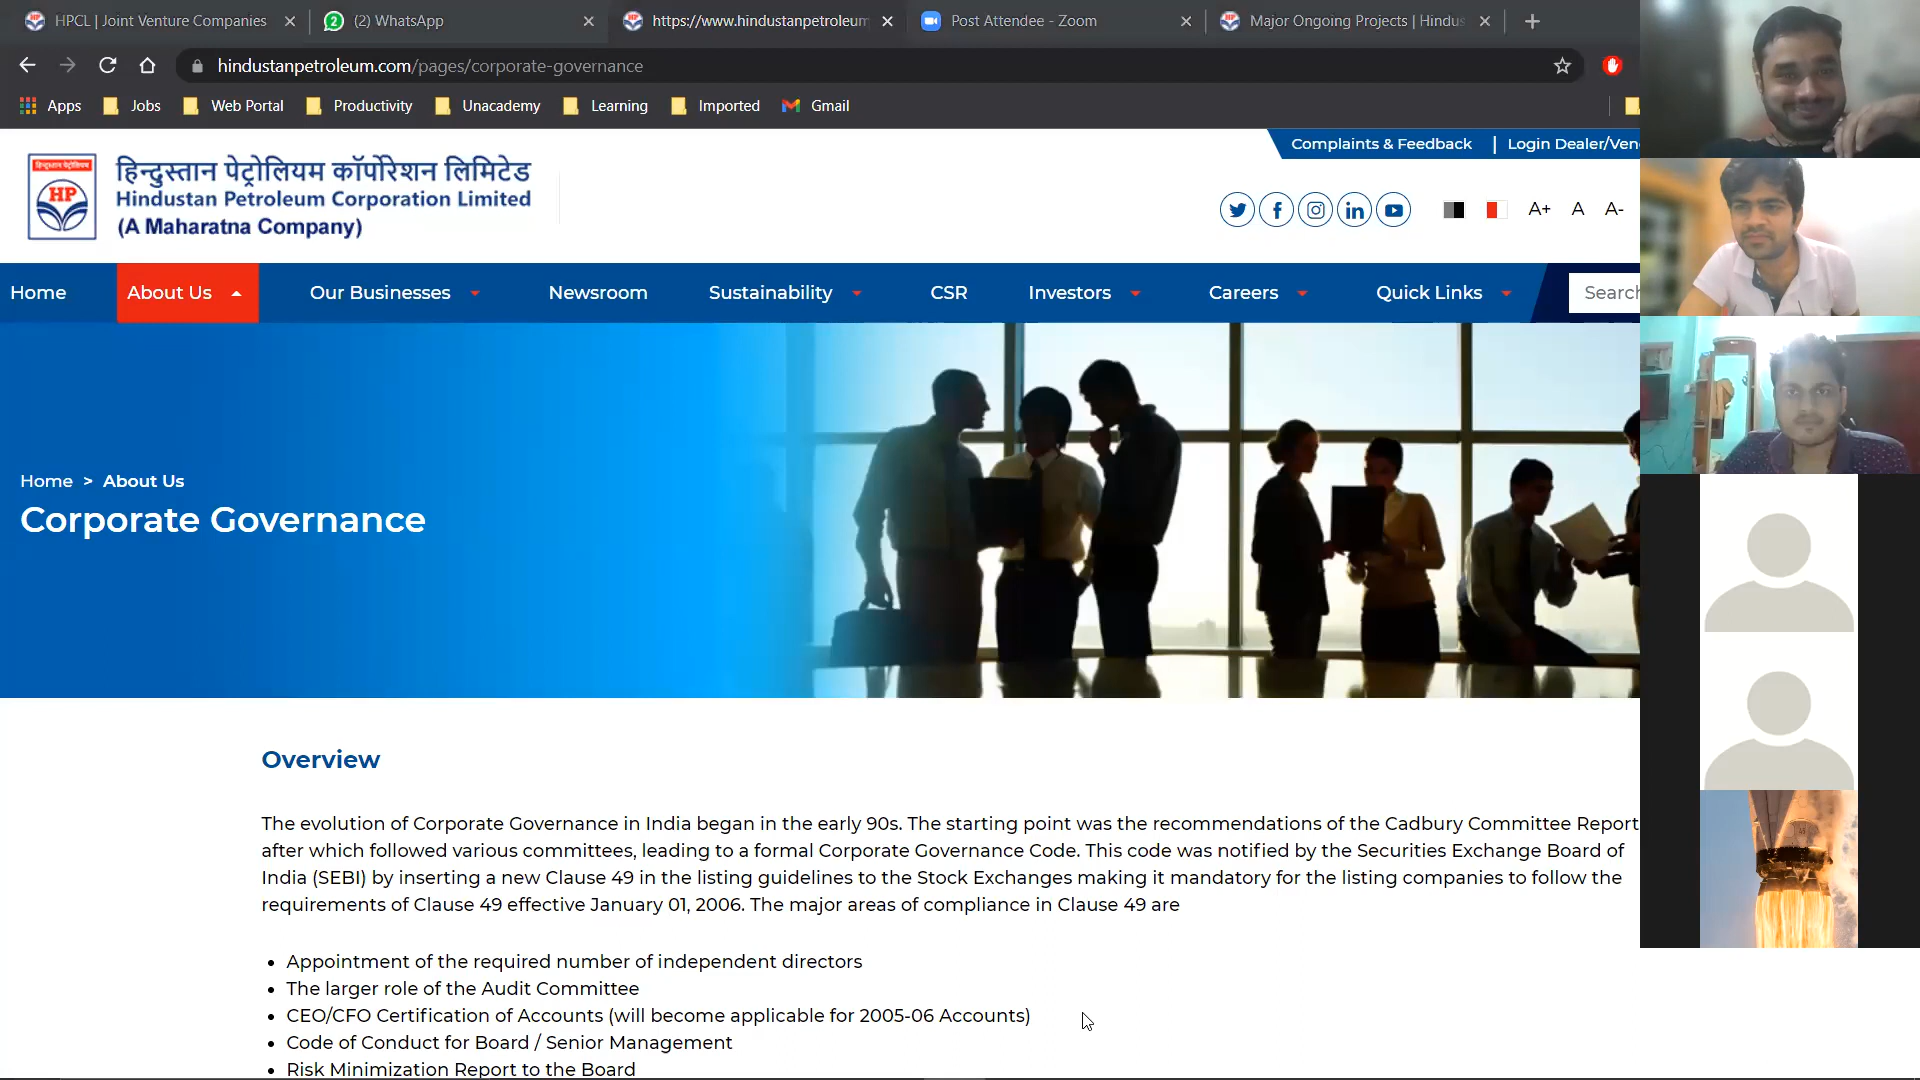 HPCL | Joint Venture Companies
(2) WhatsApp
https://www.hindustanpetroleum
Post Attendee - Zoom
Major Ongoing Projects | Hindus
hindustanpetroleum.com/pages/corporate-governance
Apps
Jobs
Web Portal
Productivity
Unacademy
Learning
Imported
Gmail
Complaints & Feedback | Login Dealer/Ven
हिन्दुस्तान पेट्रोलियम
HP
हिन्दुस्तान पेट्रोलियम कॉर्पोरेशन लिमिटेड
Hindustan Petroleum Corporation Limited
(A Maharatna Company)
A+ A A-
Home
About Us
Our Businesses
Newsroom
Sustainability
CSR
Investors
Careers
Quick Links
Search
Home > About Us
Corporate Governance
Overview
The evolution of Corporate Governance in India began in the early 90s. The starting point was the recommendations of the Cadbury Committee Report
after which followed various committees, leading to a formal Corporate Governance Code. This code was notified by the Securities Exchange Board of
India (SEBI) by inserting a new Clause 49 in the listing guidelines to the Stock Exchanges making it mandatory for the listing companies to follow the
requirements of Clause 49 effective January 01, 2006. The major areas of compliance in Clause 49 are
• Appointment of the required number of independent directors
• The larger role of the Audit Committee
• CEO/CFO Certification of Accounts (will become applicable for 2005-06 Accounts)
• Code of Conduct for Board / Senior Management
• Risk Minimization Report to the Board